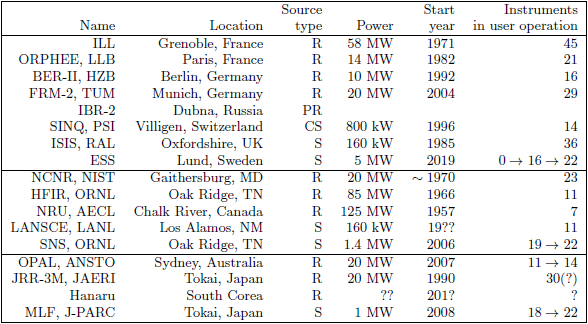 Source Start Instruments
Name Location type Power year in user operation
ILL Grenoble, France R 58 MW 1971 45
ORPHEE, LLB Paris, France R 14 MW 1982 21
BER-II, HZB Berlin, Germany R 10 MW 1992 16
FRM-2, TUM Munich, Germany R 20 MW 2004 29
IBR-2 Dubna, Russia PR
SINQ, PSI Villigen, Switzerland CS 800 kW 1996 14
ISIS, RAL Oxfordshire, UK S 160 kW 1985 36
ESS Lund, Sweden S 5 MW 2019 0 → 16 → 22
NCNR, NIST Gaithersburg, MD R 20 MW ~ 1970 23
HFIR, ORNL Oak Ridge, TN R 85 MW 1966 11
NRU, AECL Chalk River, Canada R 125 MW 1957 7
LANSCE, LANL Los Alamos, NM S 160 kW 19?? 11
SNS, ORNL Oak Ridge, TN S 1.4 MW 2006 19 → 22
OPAL, ANSTO Sydney, Australia R 20 MW 2007 11 → 14
JRR-3M, JAERI Tokai, Japan R 20 MW 1990 30(?)
Hanaru South Corea R ?? 201? ?
MLF, J-PARC Tokai, Japan S 1 MW 2008 18 → 22